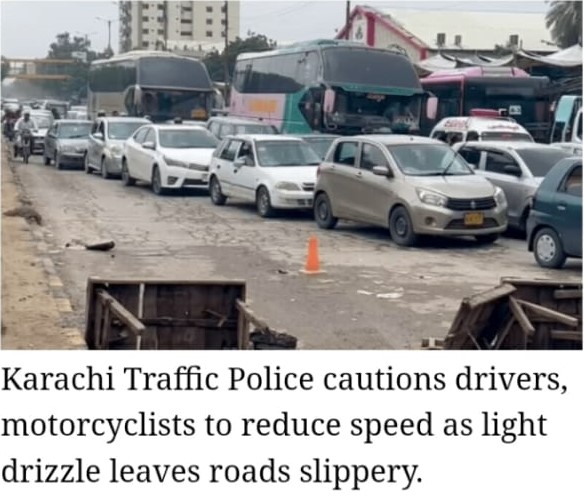 Karachi Traffic Police cautions drivers,
motorcyclists to reduce speed as light
drizzle leaves roads slippery.